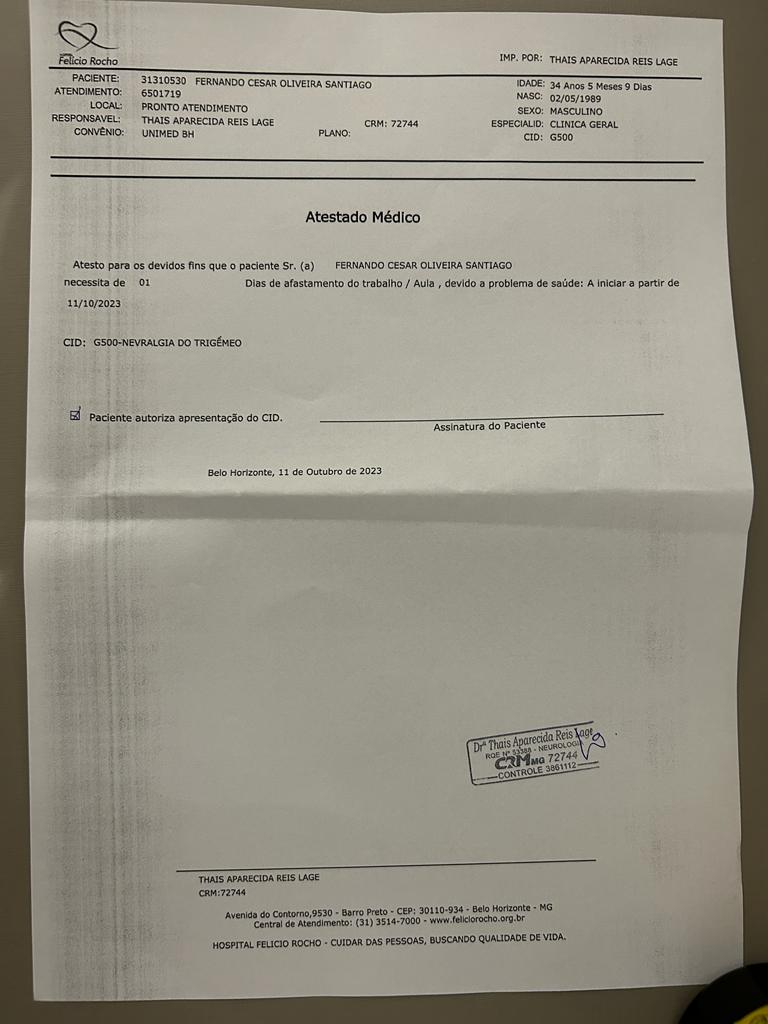 Felicio Rocho
IMP. POR: THAIS APARECIDA REIS LAGE
PACIENTE: 31310530 FERNANDO CESAR OLIVEIRA SANTIAGO
IDADE: 34 Anos 5 Meses 9 Dias
ATENDIMENTO: 6501719
NASC: 02/05/1989
LOCAL: PRONTO ATENDIMENTO
SEXO: MASCULINO
RESPONSAVEL: THAIS APARECIDA REIS LAGE CRM: 72744
ESPECIALID: CLINICA GERAL
CONVÊNIO: UNIMED BH PLANO:
CID: G500
Atestado Médico
Atesto para os devidos fins que o paciente Sr. (a) FERNANDO CESAR OLIVEIRA SANTIAGO
necessita de 01 Dias de afastamento do trabalho / Aula , devido a problema de saúde: A iniciar a partir de
11/10/2023
CID: G500-NEVRALGIA DO TRIGÊMEO
Paciente autoriza apresentação do CID.
Assinatura do Paciente
Belo Horizonte, 11 de Outubro de 2023
Drª Thais Aparecida Reis Lage
RQE Nº 53388 - NEUROLOGIA
CRMMG 72744
CONTROLE 3861112
THAIS APARECIDA REIS LAGE
CRM:72744
Avenida do Contorno,9530 - Barro Preto - CEP: 30110-934 - Belo Horizonte - MG
Central de Atendimento: (31) 3514-7000 - www.feliciorocho.org.br
HOSPITAL FELICIO ROCHO - CUIDAR DAS PESSOAS, BUSCANDO QUALIDADE DE VIDA.